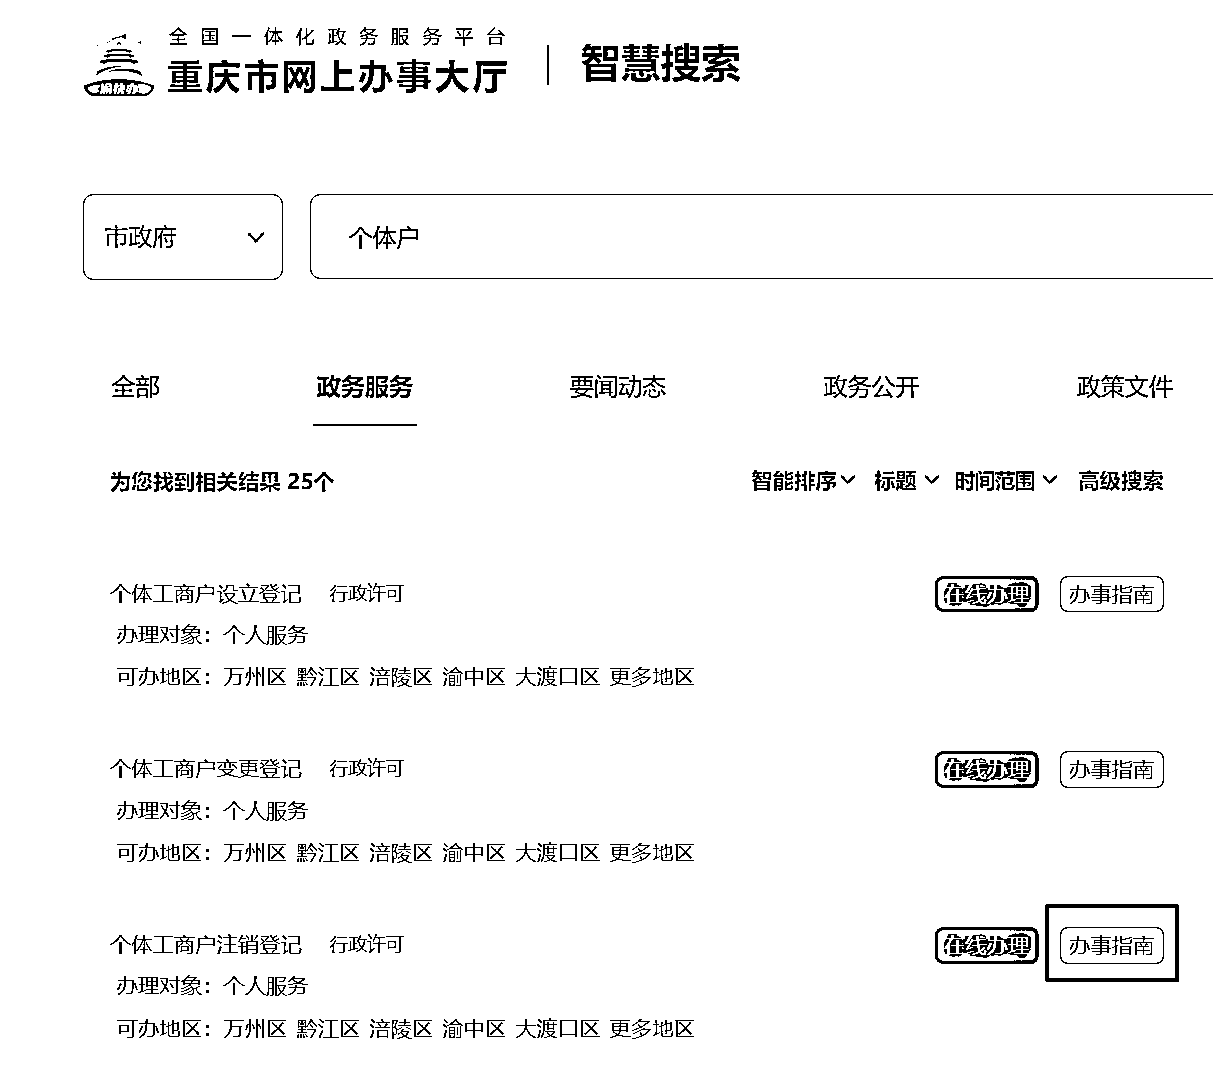 全国一体化政务服务平台
重庆市网上办事大厅 | 智慧搜索
渝快办
市政府 个体户
全部 政务服务 要闻动态 政务公开 政策文件
为您找到相关结果 25个 智能排序 标题 时间范围 高级搜索
个体工商户设立登记 行政许可 在线办理 办事指南
办理对象：个人服务
可办地区：万州区 黔江区 涪陵区 渝中区 大渡口区 更多地区
个体工商户变更登记 行政许可 在线办理 办事指南
办理对象：个人服务
可办地区：万州区 黔江区 涪陵区 渝中区 大渡口区 更多地区
个体工商户注销登记 行政许可 在线办理 办事指南
办理对象：个人服务
可办地区：万州区 黔江区 涪陵区 渝中区 大渡口区 更多地区